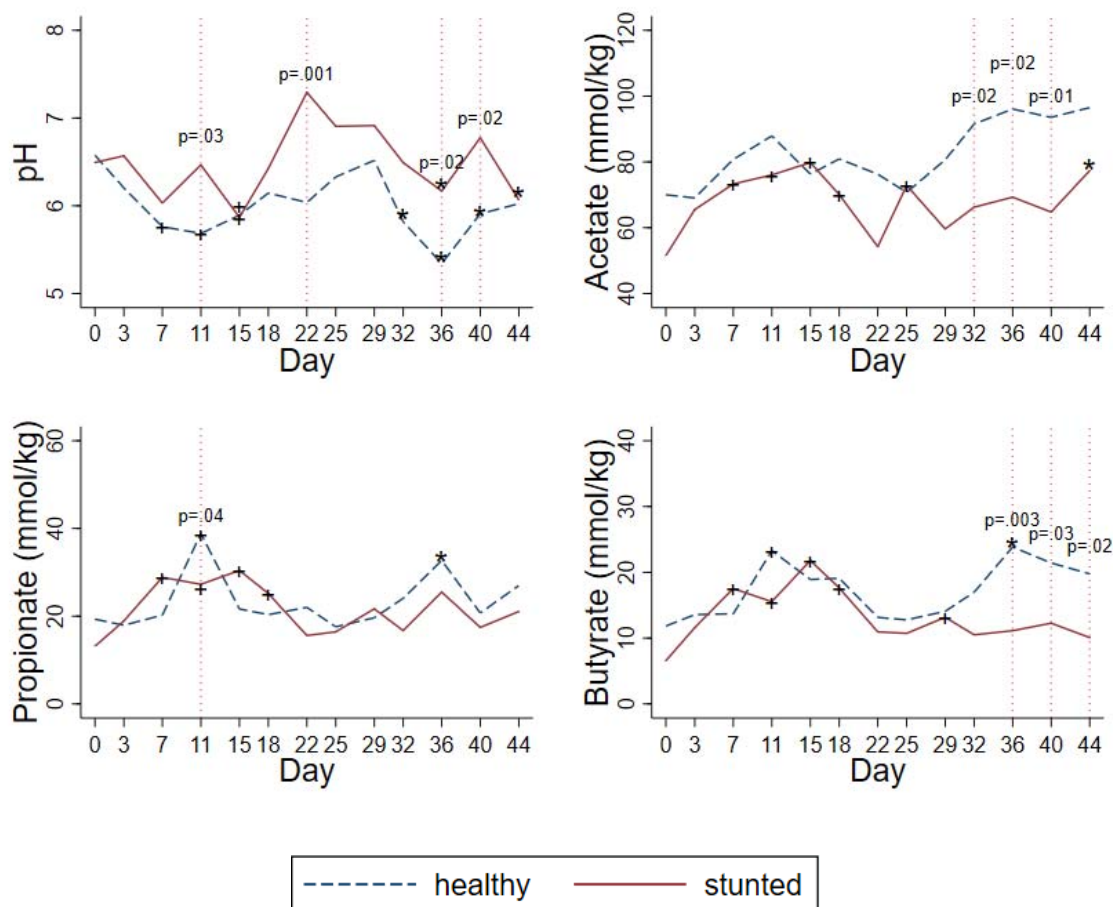 pH
8
7
6
5
p=.03
p=.001
p=.02
p=.02
0 3 7 11 15 18 22 25 29 32 36 40 44
Day
Acetate (mmol/kg)
120
100
80
60
40
p=.02
p=.02
p=.01
0 3 7 11 15 18 22 25 29 32 36 40 44
Day
Propionate (mmol/kg)
60
40
20
0
p=.04
0 3 7 11 15 18 22 25 29 32 36 40 44
Day
Butyrate (mmol/kg)
40
30
20
10
0
p=.003
p=.03
p=.02
0 3 7 11 15 18 22 25 29 32 36 40 44
Day
healthy stunted